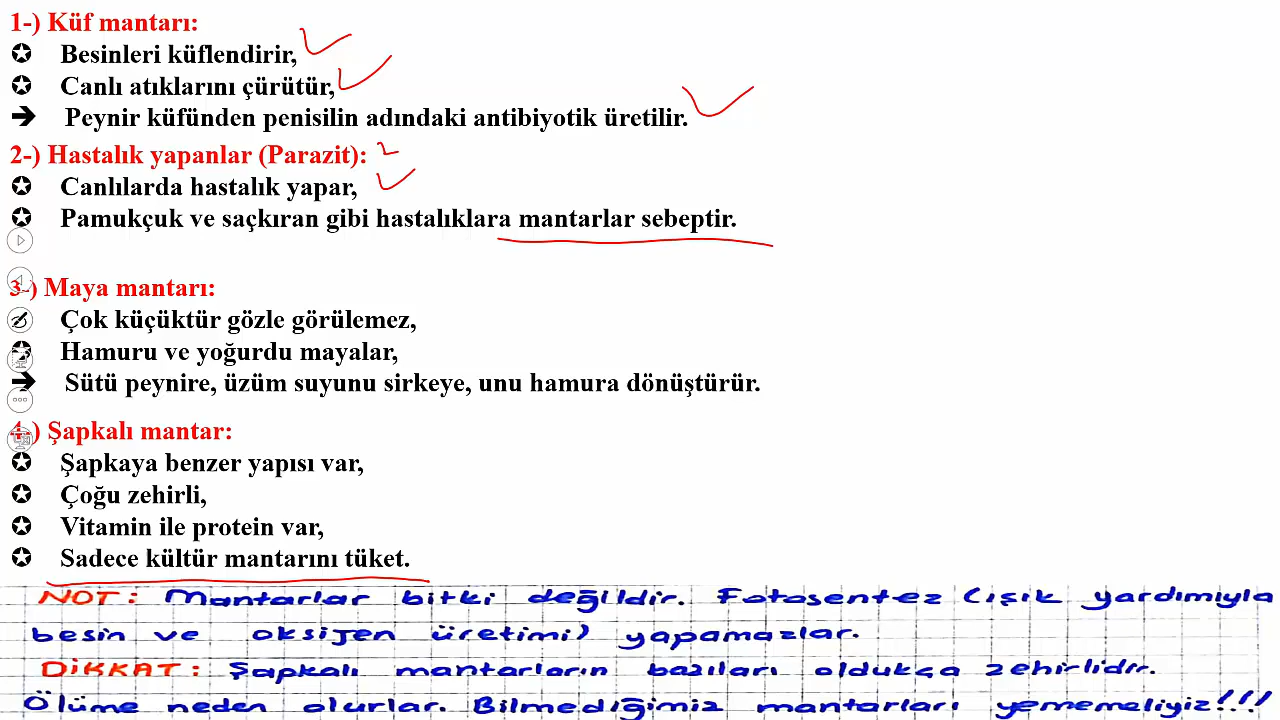 1-) Küf mantarı:
✪ Besinleri küflendirir,
✪ Canlı atıklarını çürütür,
➔ Peynir küfünden penisilin adındaki antibiyotik üretilir.
2-) Hastalık yapanlar (Parazit):
✪ Canlılarda hastalık yapar,
✪ Pamukçuk ve saçkıran gibi hastalıklara mantarlar sebeptir.
3-) Maya mantarı:
Çok küçüktür gözle görülemez,
✪ Hamuru ve yoğurdu mayalar,
➔ Sütü peynire, üzüm suyunu sirkeye, unu hamura dönüştürür.
4-) Şapkalı mantar:
✪ Şapkaya benzer yapısı var,
✪ Çoğu zehirli,
✪ Vitamin ile protein var,
✪ Sadece kültür mantarını tüket.
NOT: Mantarlar bitki değildir. Fotosentez (ışık yardımıyla
besin ve oksijen üretimi) yapamazlar.
DİKKAT: Şapkalı mantarların bazıları oldukça zehirlidir.
Ölüme neden olurlar. Bilmediğimiz mantarları yememeliyiz!!!